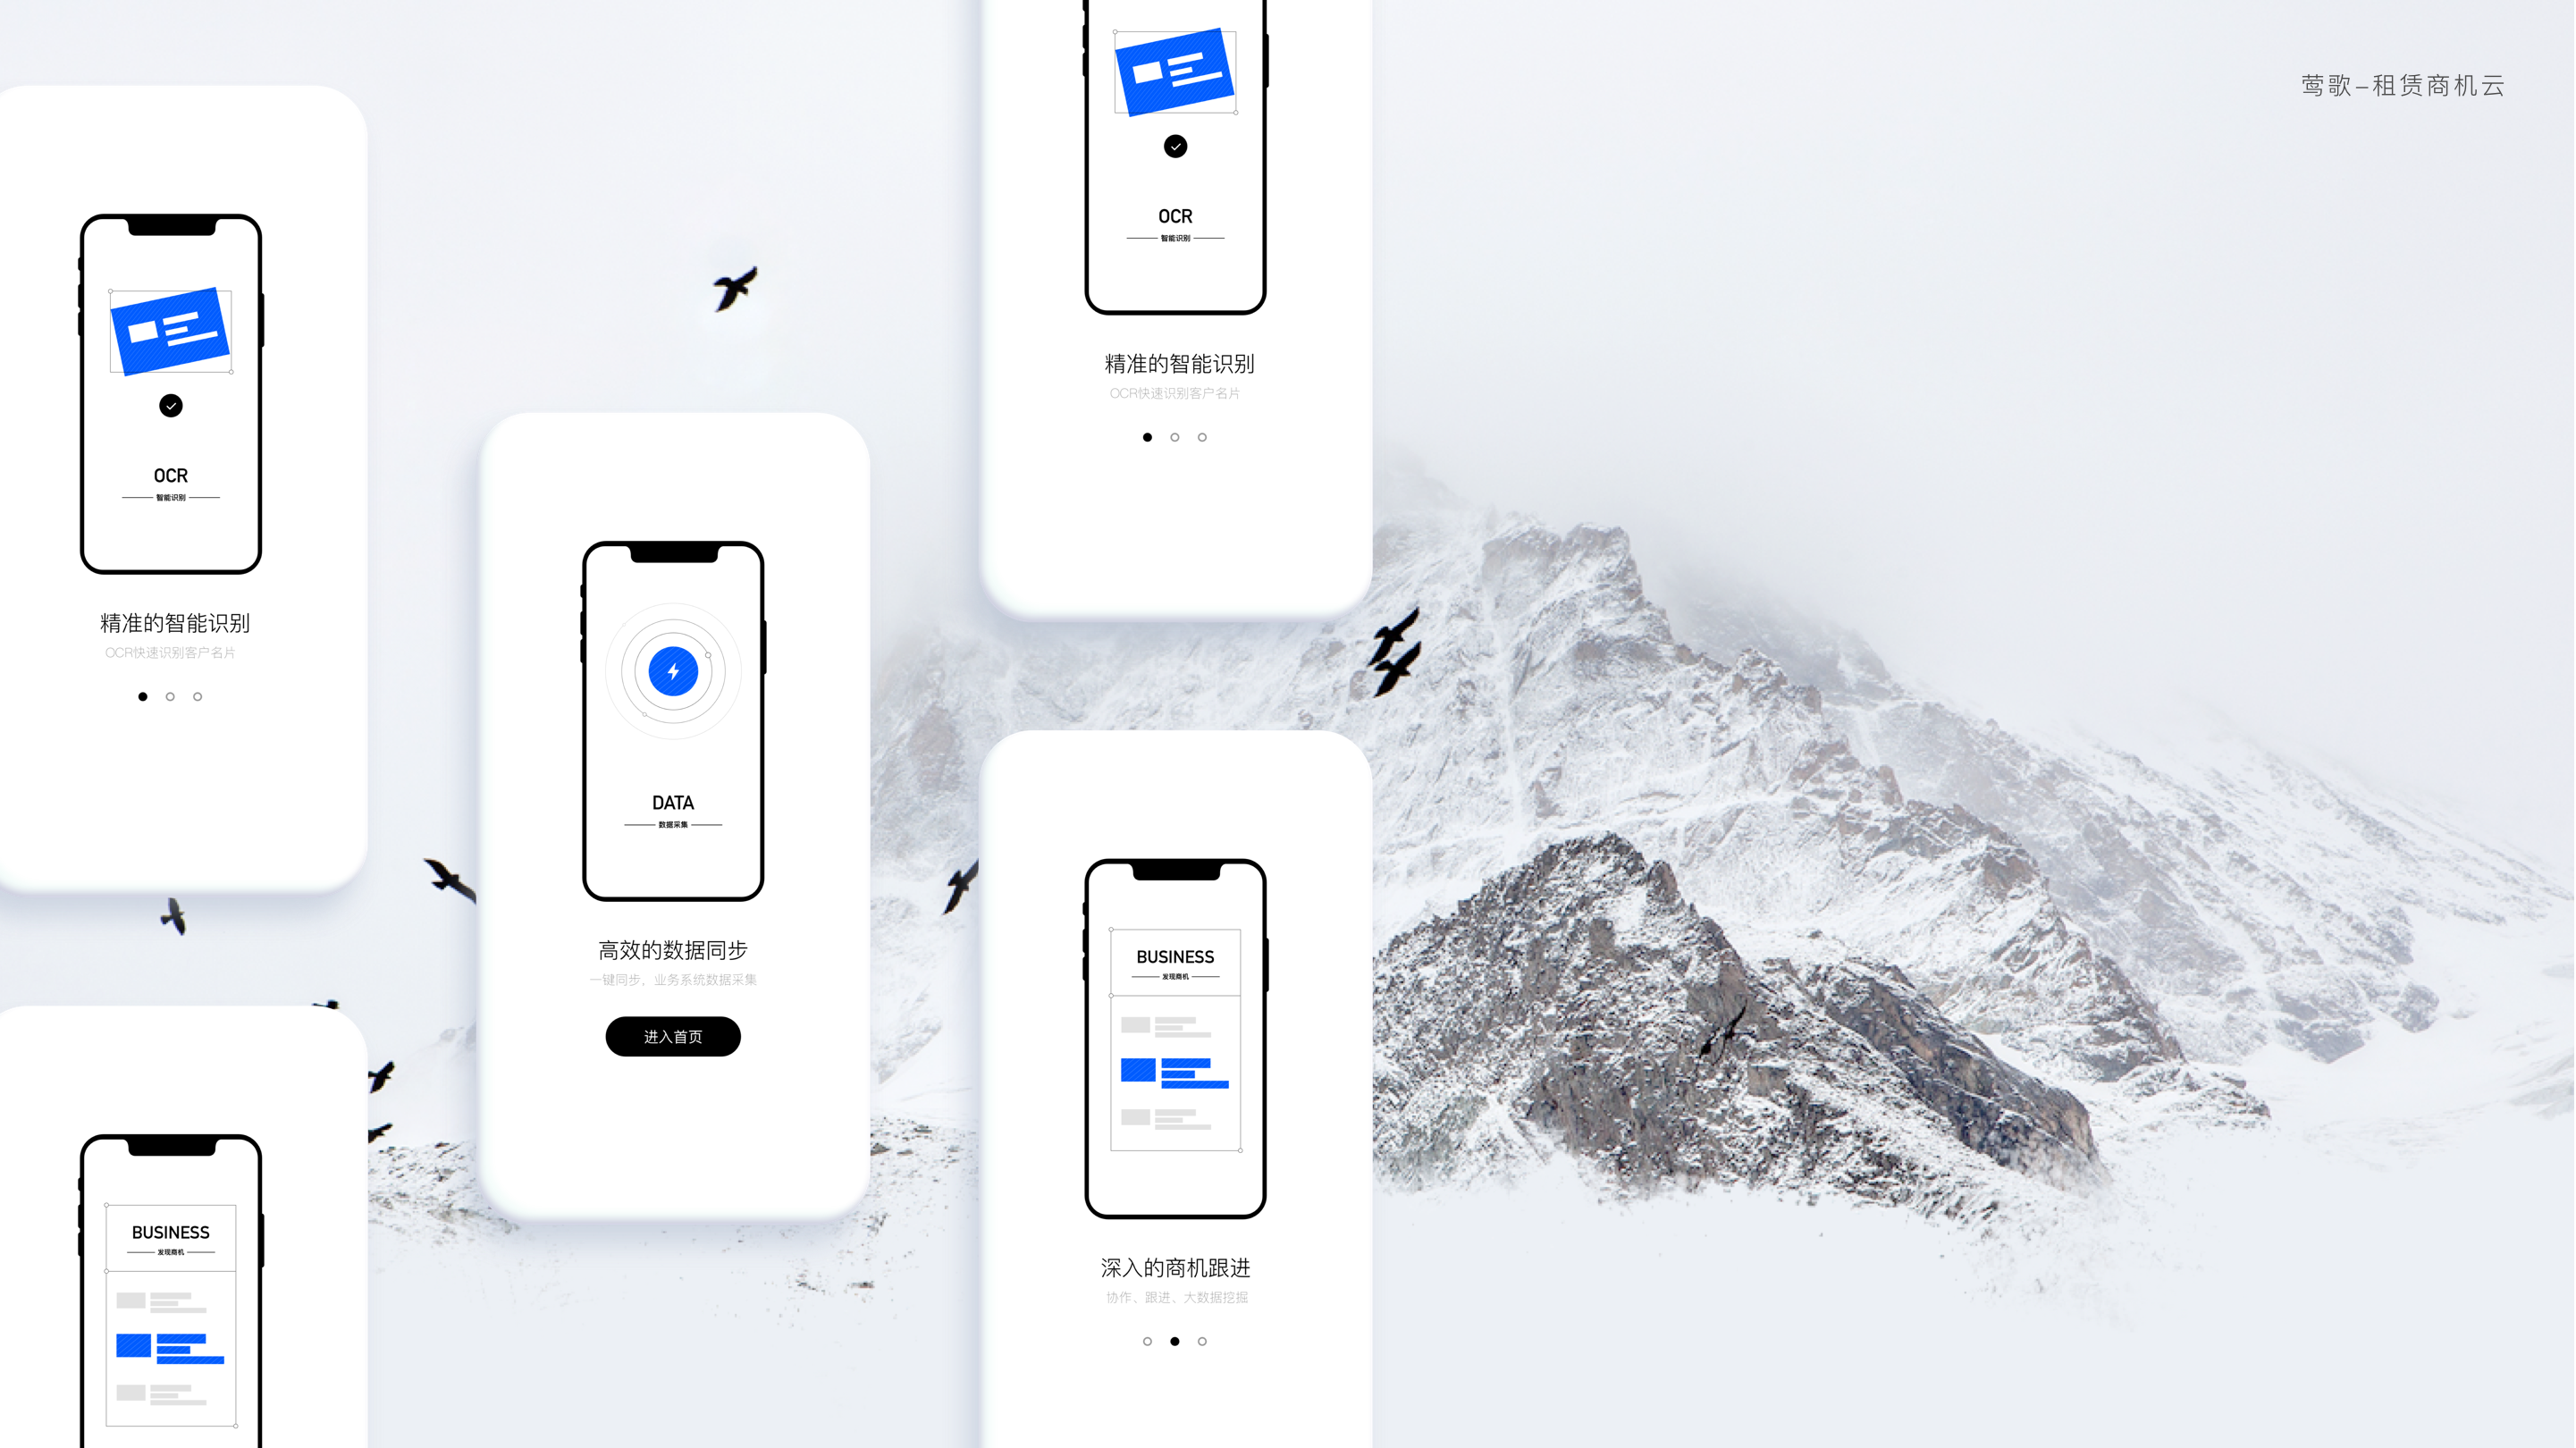 莺歌–租赁商机云
OCR
智能识别
精准的智能识别
OCR快速识别客户名片
BUSINESS
发现商机
DATA
数据采集
高效的数据同步
一键同步，业务系统数据采集
进入首页
OCR
智能识别
精准的智能识别
OCR快速识别客户名片
BUSINESS
发现商机
深入的商机跟进
协作、跟进、大数据挖掘